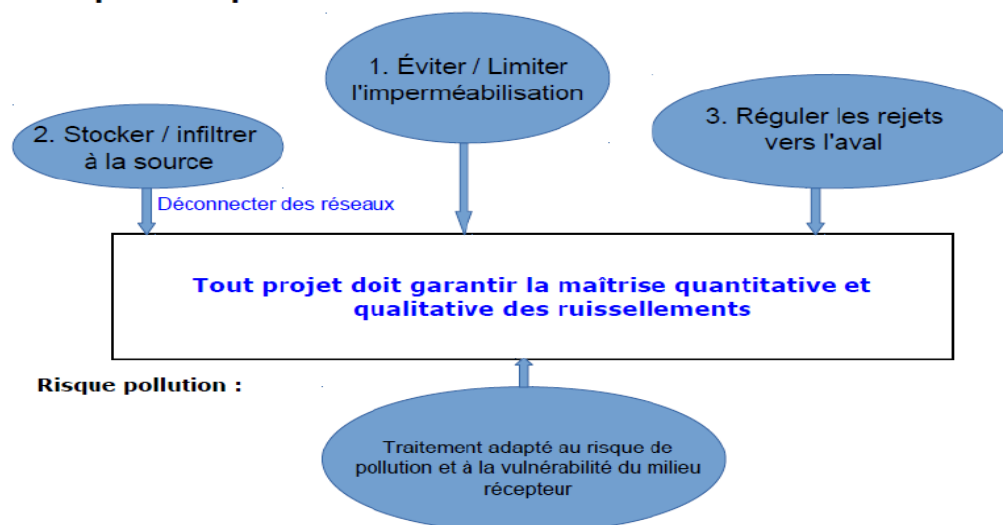 1. Éviter / Limiter
l'imperméabilisation
2. Stocker / infiltrer
à la source
3. Réguler les rejets
vers l'aval
Déconnecter des réseaux
Tout projet doit garantir la maîtrise quantitative et
qualitative des ruissellements
Risque pollution :
Traitement adapté au risque de
pollution et à la vulnérabilité du milieu
récepteur